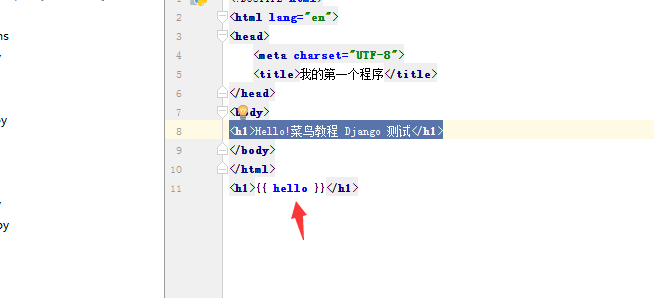 1
2 <html lang="en">
3 <head>
4 <meta charset="UTF-8">
5 <title>我的第一个程序</title>
6 </head>
7 <body>
8 <h1>Hello!菜鸟教程 Django 测试</h1>
9 </body>
10 </html>
11 <h1>{{ hello }}</h1>
ns
py
py